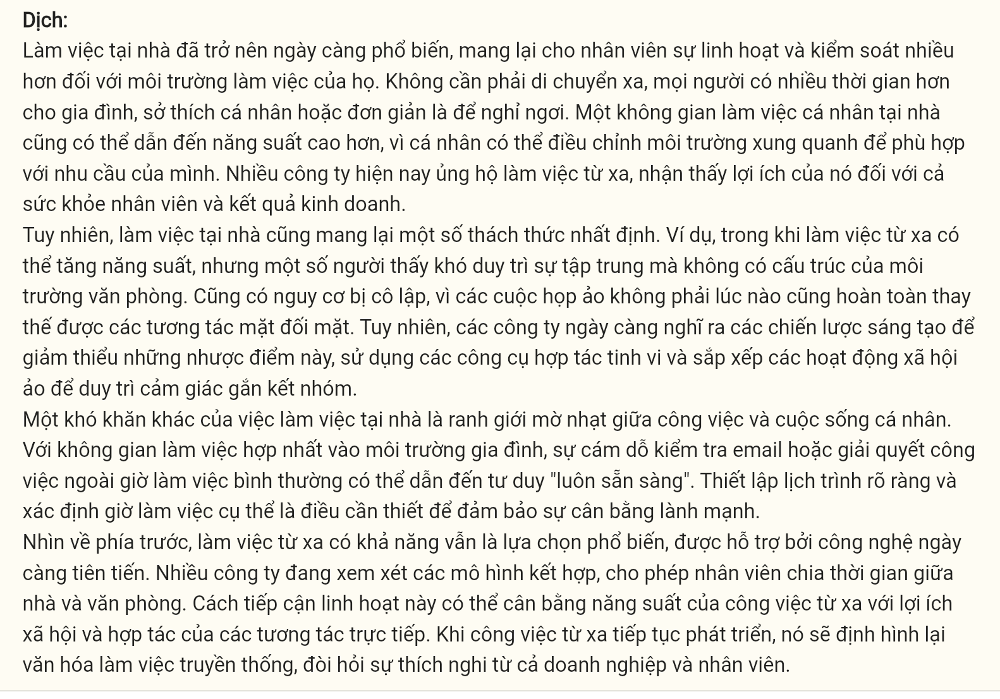 Dịch:
Làm việc tại nhà đã trở nên ngày càng phổ biến, mang lại cho nhân viên sự linh hoạt và kiểm soát nhiều
hơn đối với môi trường làm việc của họ. Không cần phải di chuyển xa, mọi người có nhiều thời gian hơn
cho gia đình, sở thích cá nhân hoặc đơn giản là để nghỉ ngơi. Một không gian làm việc cá nhân tại nhà
cũng có thể dẫn đến năng suất cao hơn, vì cá nhân có thể điều chỉnh môi trường xung quanh để phù hợp
với nhu cầu của mình. Nhiều công ty hiện nay ủng hộ làm việc từ xa, nhận thấy lợi ích của nó đối với cả
sức khỏe nhân viên và kết quả kinh doanh.
Tuy nhiên, làm việc tại nhà cũng mang lại một số thách thức nhất định. Ví dụ, trong khi làm việc từ xa có
thể tăng năng suất, nhưng một số người thấy khó duy trì sự tập trung mà không có cấu trúc của môi
trường văn phòng. Cũng có nguy cơ bị cô lập, vì các cuộc họp ảo không phải lúc nào cũng hoàn toàn thay
thế được các tương tác mặt đối mặt. Tuy nhiên, các công ty ngày càng nghĩ ra các chiến lược sáng tạo để
giảm thiểu những nhược điểm này, sử dụng các công cụ hợp tác tinh vi và sắp xếp các hoạt động xã hội
ảo để duy trì cảm giác gắn kết nhóm.
Một khó khăn khác của việc làm việc tại nhà là ranh giới mờ nhạt giữa công việc và cuộc sống cá nhân.
Với không gian làm việc hợp nhất vào môi trường gia đình, sự cám dỗ kiểm tra email hoặc giải quyết công
việc ngoài giờ làm việc bình thường có thể dẫn đến tư duy "luôn sẵn sàng". Thiết lập lịch trình rõ ràng và
xác định giờ làm việc cụ thể là điều cần thiết để đảm bảo sự cân bằng lành mạnh.
Nhìn về phía trước, làm việc từ xa có khả năng vẫn là lựa chọn phổ biến, được hỗ trợ bởi công nghệ ngày
càng tiên tiến. Nhiều công ty đang xem xét các mô hình kết hợp, cho phép nhân viên chia thời gian giữa
nhà và văn phòng. Cách tiếp cận linh hoạt này có thể cân bằng năng suất của công việc từ xa với lợi ích
xã hội và hợp tác của các tương tác trực tiếp. Khi công việc từ xa tiếp tục phát triển, nó sẽ định hình lại
văn hóa làm việc truyền thống, đòi hỏi sự thích nghi từ cả doanh nghiệp và nhân viên.